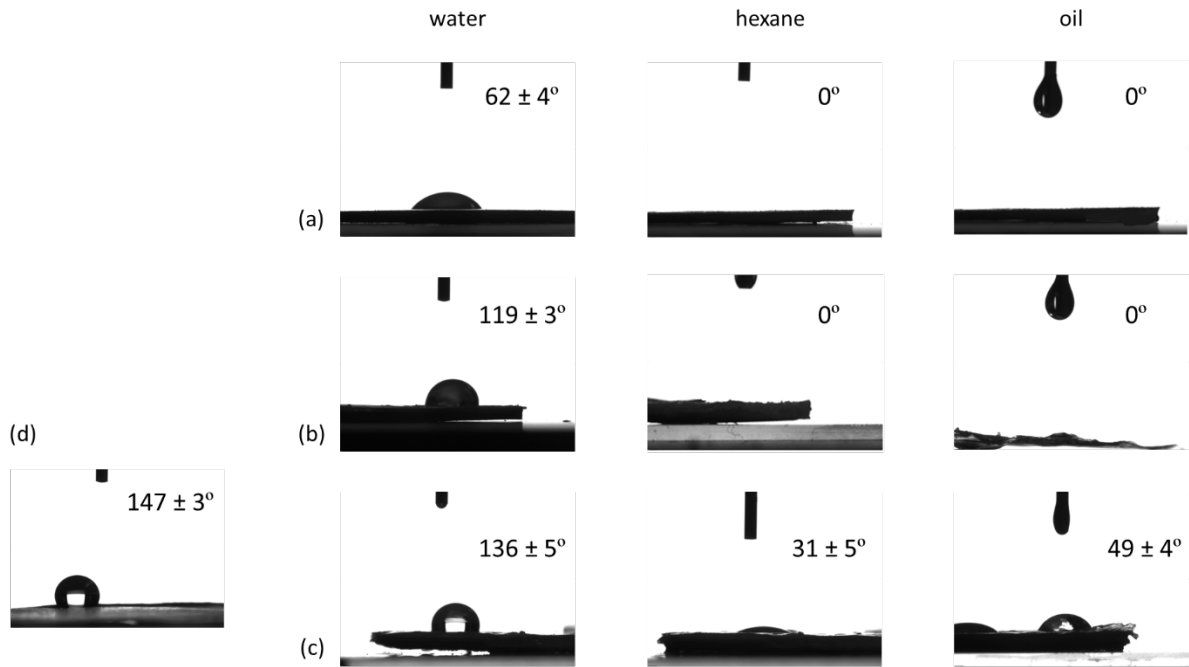 water hexane oil
62 ± 4º 0º 0º
(a)
119 ± 3º 0º 0º
(d) (b)
147 ± 3º
136 ± 5º 31 ± 5º 49 ± 4º
(c)